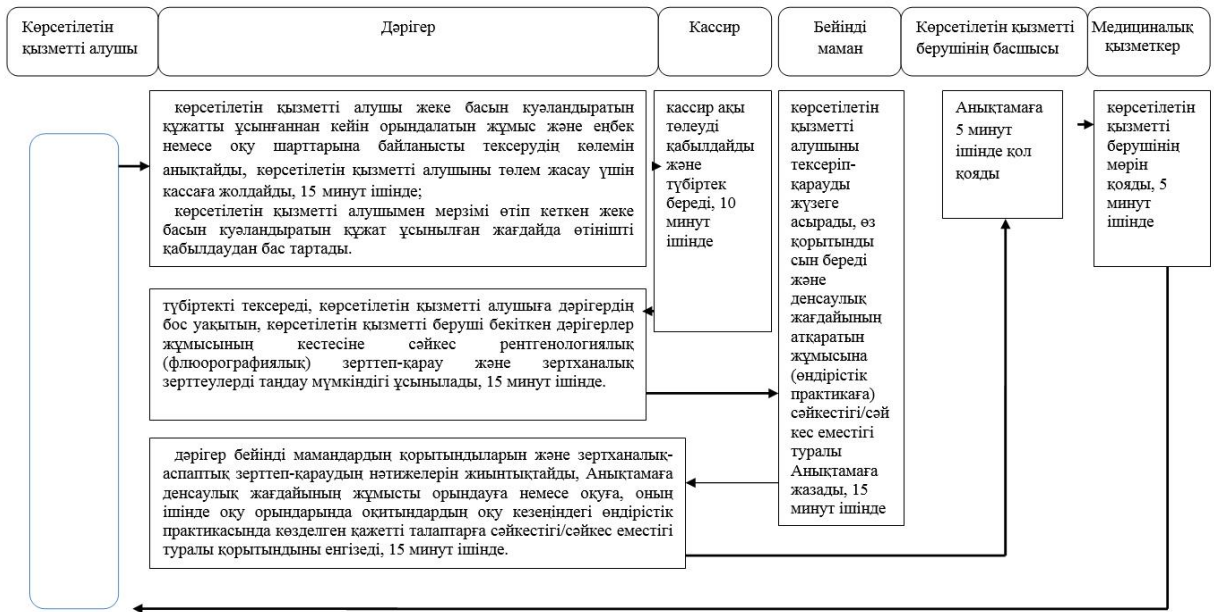 Көрсетілетін
қызметті алушы
Дәрігер
Кассир
Бейінді
маман
Көрсетілетін қызметті
берушінің басшысы
Медициналық
қызметкер
көрсетілетін қызметті алушы жеке басын куәландыратын
құжатты ұсынғаннан кейін орындалатын жұмыс және еңбек
немесе оқу шарттарына байланысты тексерудің көлемін
анықтайды, көрсетілетін қызметті алушыны төлем жасау үшін
кассаға жолдайды, 15 минут ішінде;
көрсетілетін қызметті алушымен мерзімі өтіп кеткен жеке
басын куәландыратын құжат ұсынылған жағдайда өтінішті
қабылдаудан бас тартады.
кассир ақы
төлеуді
қабылдайды
және
түбіртек
береді, 10
минут
ішінде
көрсетілетін
қызметті
алушыны
тексеріп-
қарауды
жүзеге
асырады, өз
қорытынды
сын береді
және
денсаулық
жағдайының
атқаратын
жұмысына
(өндірістік
практикаға)
сәйкестігі/сәй
кес еместігі
туралы
Анықтамаға
жазады, 15
минут ішінде
Анықтамаға
5 минут
ішінде қол
қояды
көрсетілетін
қызметті
берушінің
мөрін
қояды, 5
минут
ішінде
түбіртекті тексереді, көрсетілетін қызметті алушыға дәрігердің
бос уақытын, көрсетілетін қызметті беруші бекіткен дәрігерлер
жұмысының кестесіне сәйкес рентгенологиялық
(флюорографиялық) зерттеп-қарау және зертханалық
зерттеулерді таңдау мүмкіндігі ұсынылады, 15 минут ішінде.
дәрігер бейінді мамандардың қорытындыларын және зертханалық-
аспаптық зерттеп-қараудың нәтижелерін жиынтықтайды, Анықтамаға
денсаулық жағдайының жұмысты орындауға немесе оқуға, оның
ішінде оқу орындарында оқитындардың оқу кезеңіндегі өндірістік
практикасында көзделген қажетті талаптарға сәйкестігі/сәйкес еместігі
туралы қорытындыны енгізеді, 15 минут ішінде.